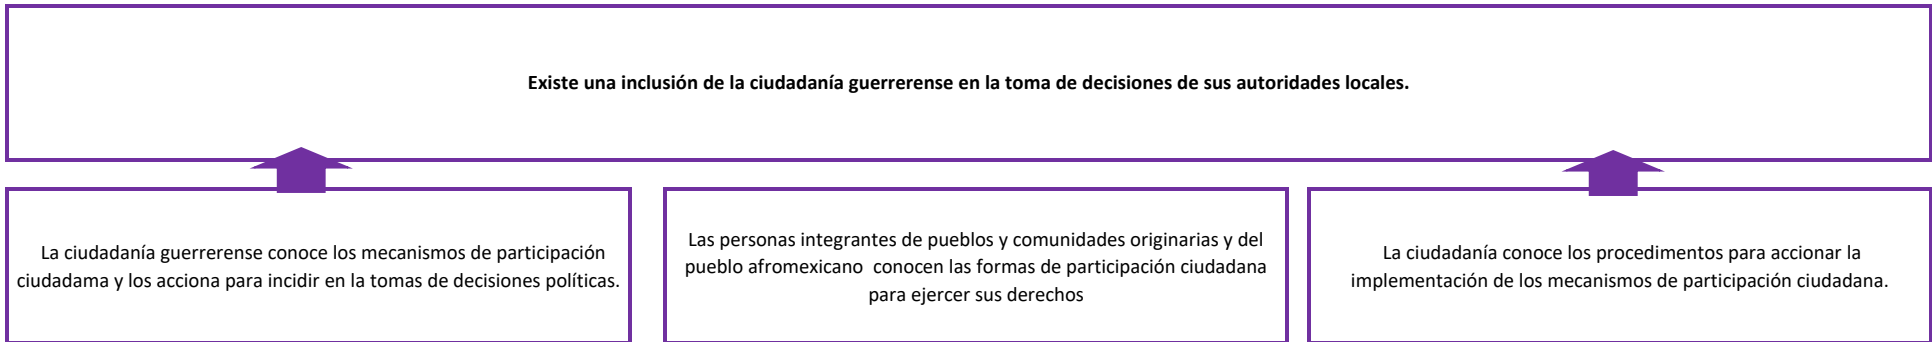 Existe una inclusión de la ciudadanía guerrerense en la toma de decisiones de sus autoridades locales.
La ciudadanía guerrerense conoce los mecanismos de participación
ciudadama y los acciona para incidir en la tomas de decisiones políticas.
Las personas integrantes de pueblos y comunidades originarias y del
pueblo afromexicano conocen las formas de participación ciudadana
para ejercer sus derechos
La ciudadanía conoce los procedimentos para accionar la
implementación de los mecanismos de participación ciudadana.